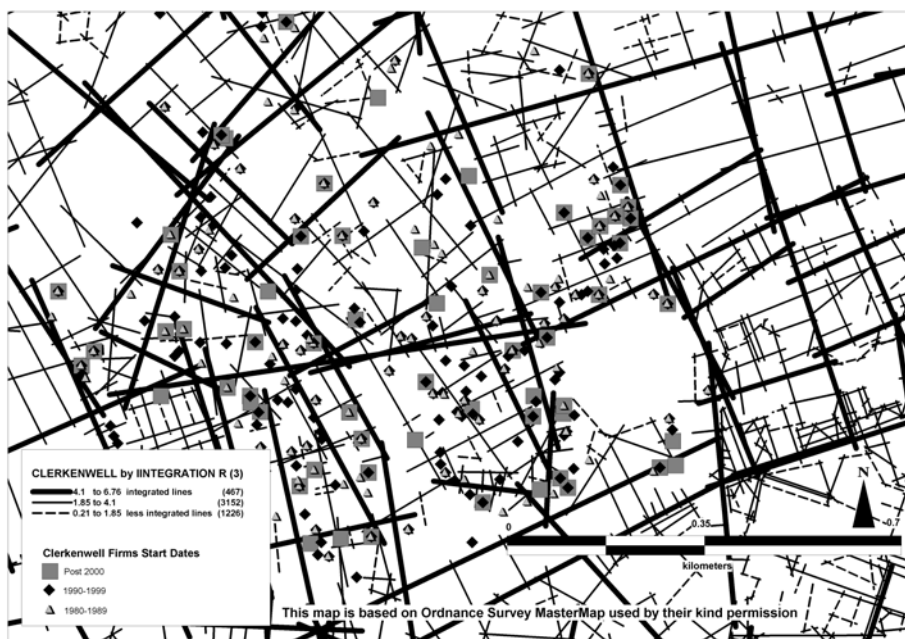 N
0
0.35
0.7
kilometers
CLERKENWELL by IINTEGRATION R (3)
4.1 to 6.76 integrated lines (467)
1.85 to 4.1 (3152)
0.21 to 1.85 less integrated lines (1226)
Clerkenwell Firms Start Dates
Post 2000
1990-1999
1980-1989
This map is based on Ordnance Survey MasterMap used by their kind permission